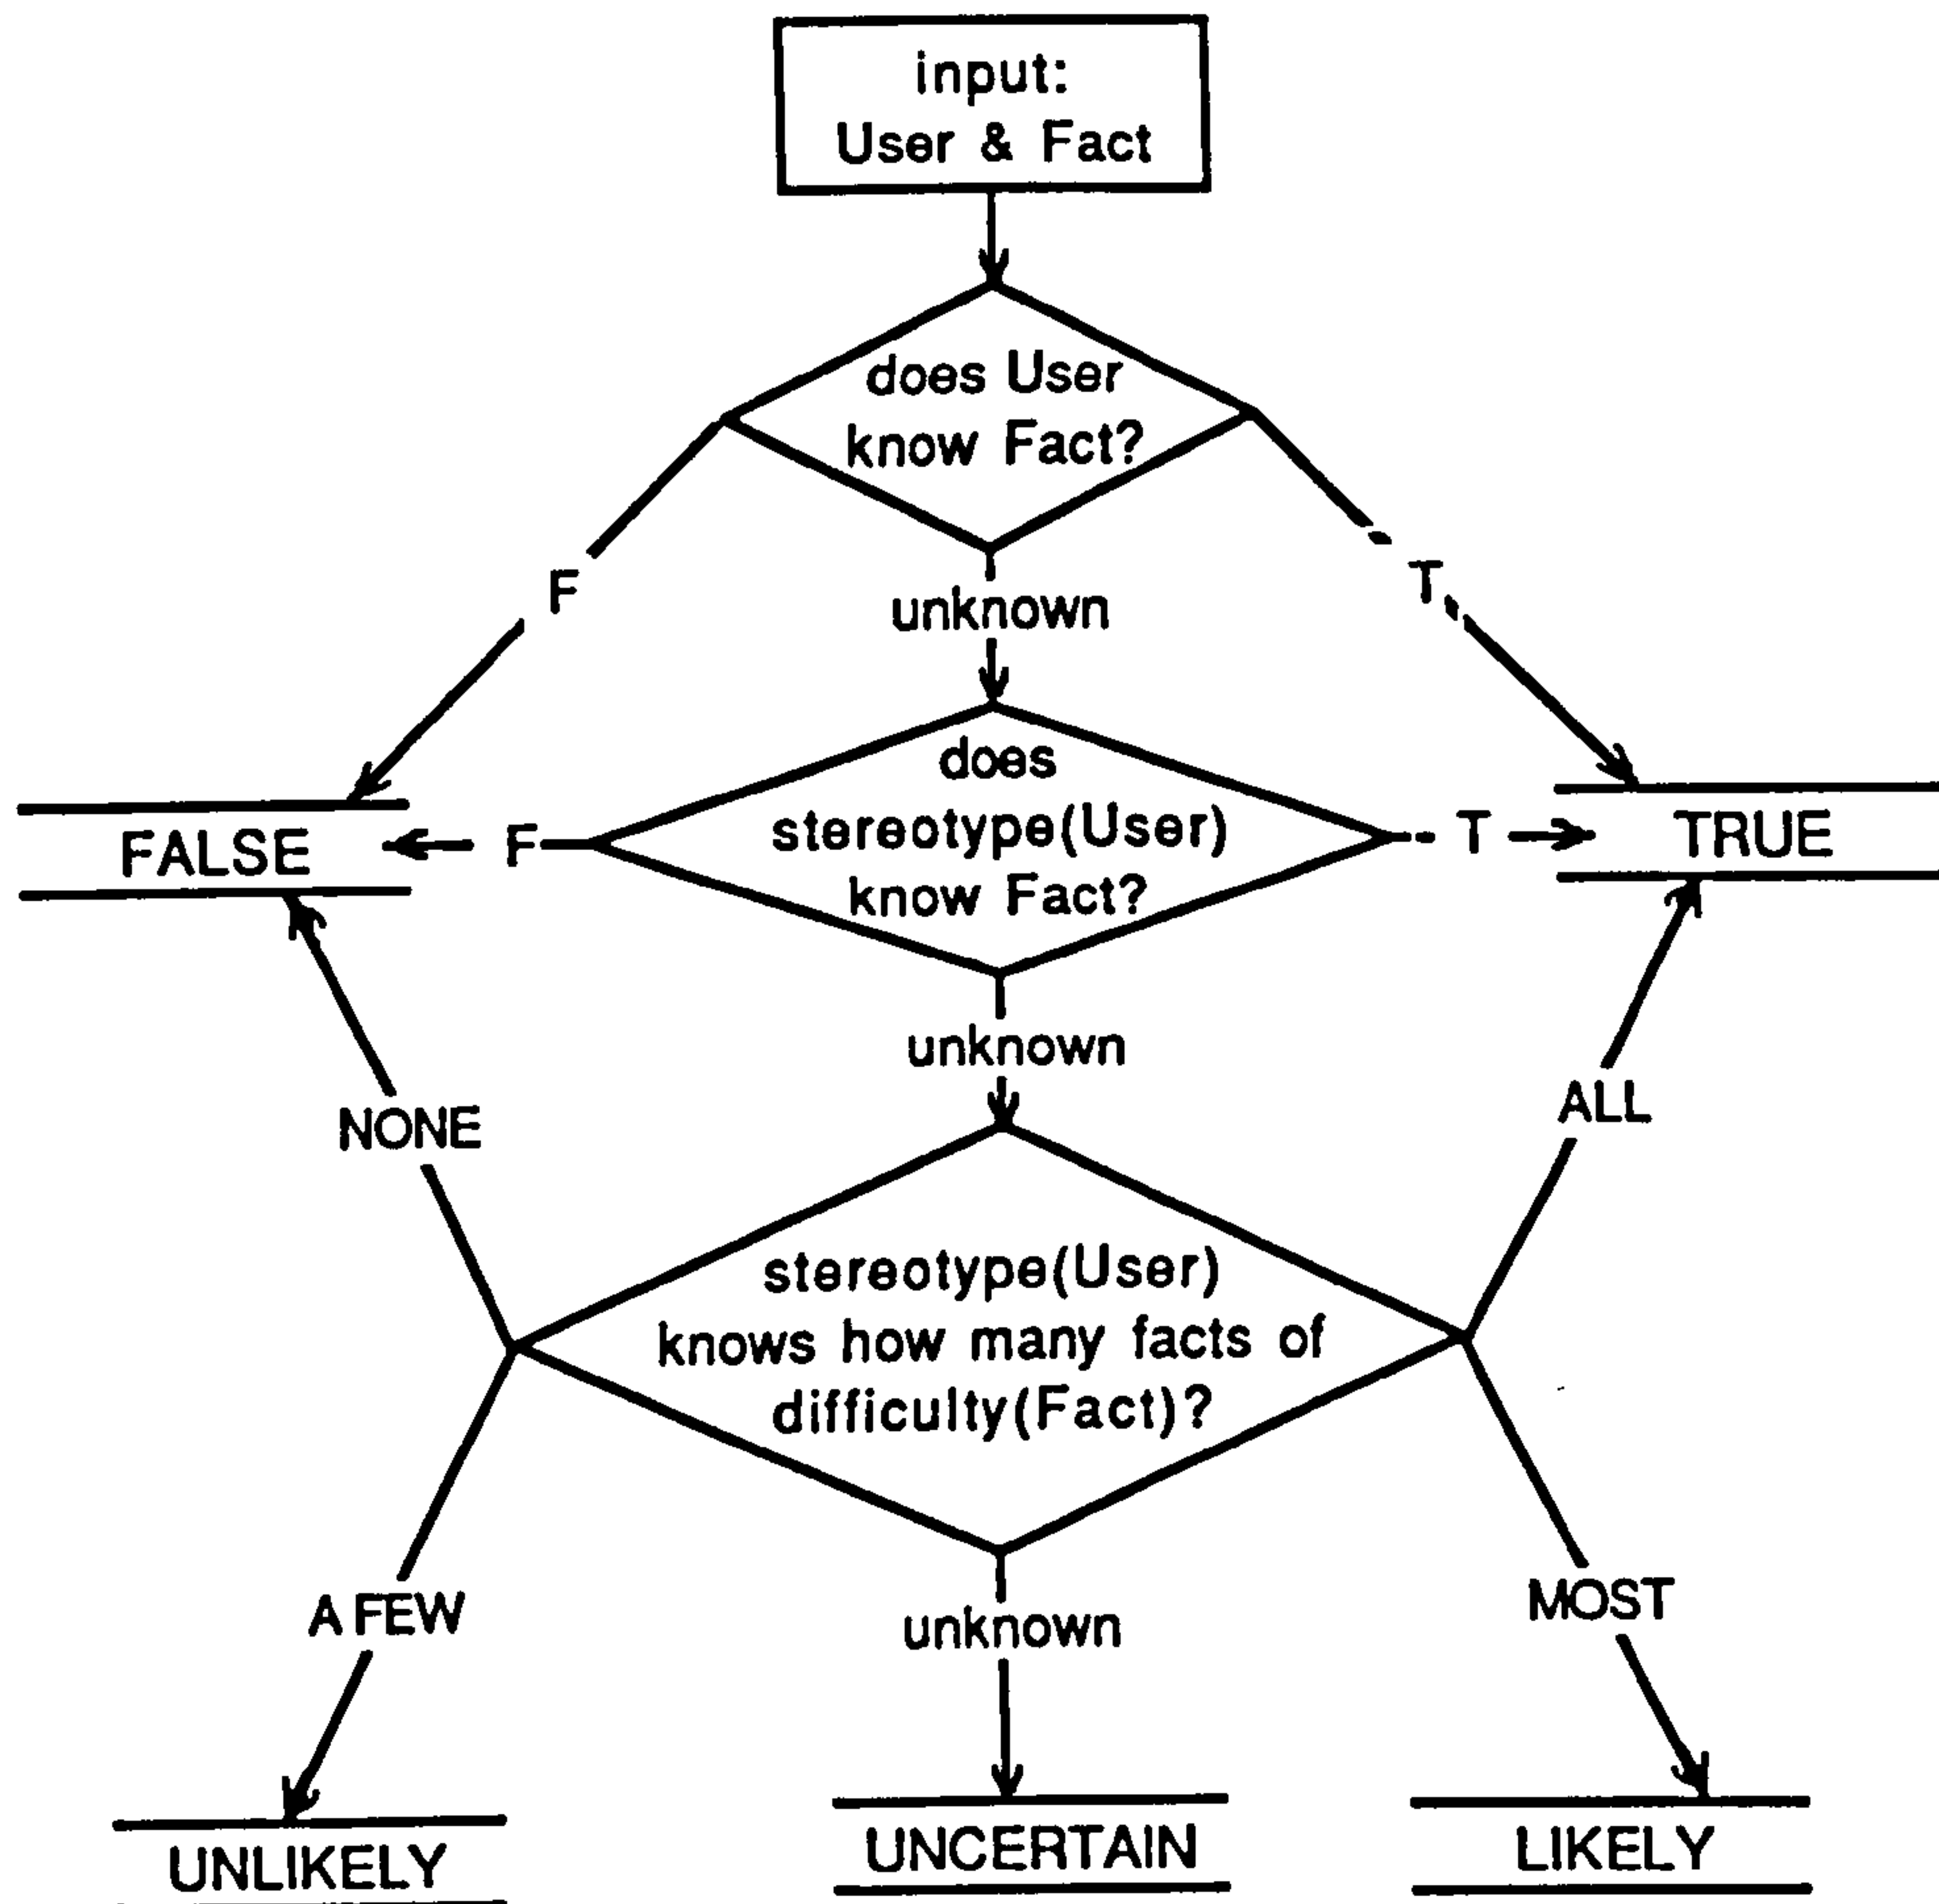 input:
User & Fact
does User
know Fact?
F
T
unknown
does
stereotype(User)
know Fact?
FALSE
F
T
TRUE
unknown
NONE
ALL
stereotype(User)
knows how many facts of
difficulty(Fact)?
A FEW
unknown
MOST
UNLIKELY
UNCERTAIN
LIKELY